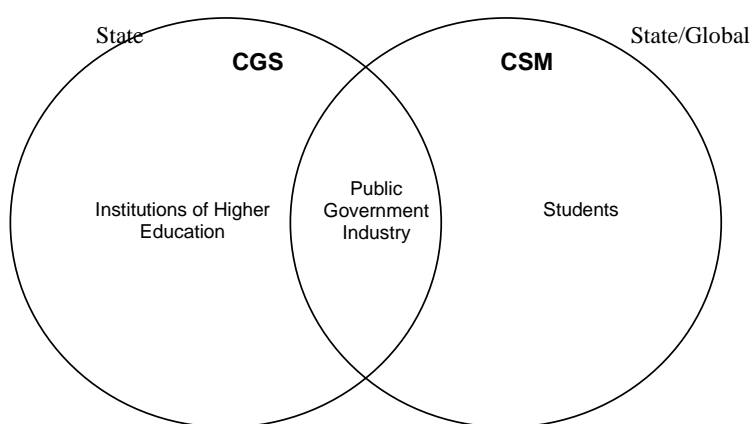 State
State/Global
CGS
CSM
Institutions of Higher
Education
Public
Government
Industry
Students